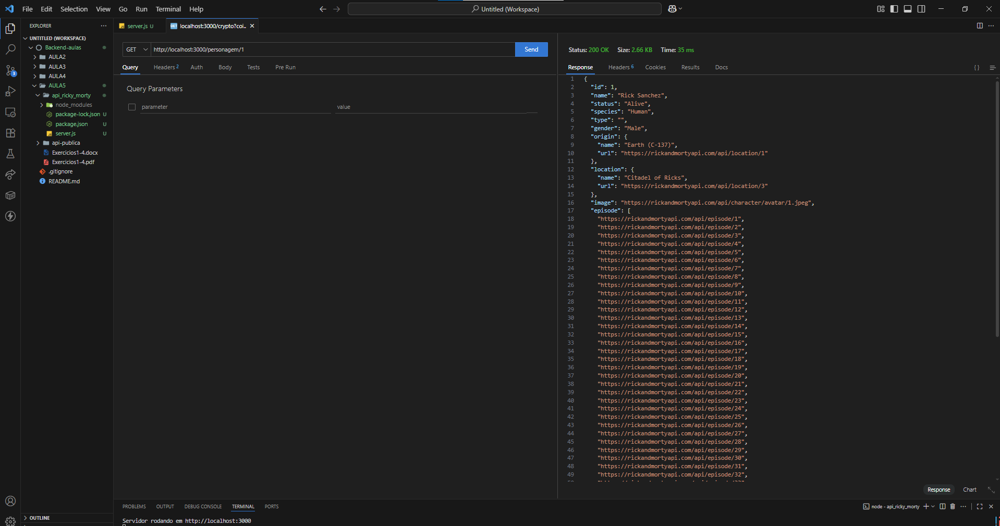 File Edit Selection View Go Run Terminal Help
Untitled (Workspace)
EXPLORER
UNTITLED (WORKSPACE)
Backend-aulas
AULA2
AULA3
AULA4
AULA5
api_ricky_morty
node_modules
package-lock.json U
package.json U
server.js U
api-publica
Exercicios1-4.docx
Exercicios1-4.pdf
.gitignore
README.md
3
OUTLINE
server.js U
GET localhost:3000/crypto?coi..
GET http://localhost:3000/personagem/1 Send
Query Headers 2 Auth Body Tests Pre Run
Query Parameters
parameter value
Status: 200 OK Size: 2.66 KB Time: 35 ms
Response Headers 6 Cookies Results Docs { }
1 {
2 "id": 1,
3 "name": "Rick Sanchez",
4 "status": "Alive",
5 "species": "Human",
6 "type": "",
7 "gender": "Male",
8 "origin": {
9 "name": "Earth (C-137)",
10 "url": "https://rickandmortyapi.com/api/location/1"
11 },
12 "location": {
13 "name": "Citadel of Ricks",
14 "url": "https://rickandmortyapi.com/api/location/3"
15 },
16 "image": "https://rickandmortyapi.com/api/character/avatar/1.jpeg",
17 "episode": [
18 "https://rickandmortyapi.com/api/episode/1",
19 "https://rickandmortyapi.com/api/episode/2",
20 "https://rickandmortyapi.com/api/episode/3",
21 "https://rickandmortyapi.com/api/episode/4",
22 "https://rickandmortyapi.com/api/episode/5",
23 "https://rickandmortyapi.com/api/episode/6",
24 "https://rickandmortyapi.com/api/episode/7",
25 "https://rickandmortyapi.com/api/episode/8",
26 "https://rickandmortyapi.com/api/episode/9",
27 "https://rickandmortyapi.com/api/episode/10",
28 "https://rickandmortyapi.com/api/episode/11",
29 "https://rickandmortyapi.com/api/episode/12",
30 "https://rickandmortyapi.com/api/episode/13",
31 "https://rickandmortyapi.com/api/episode/14",
32 "https://rickandmortyapi.com/api/episode/15",
33 "https://rickandmortyapi.com/api/episode/16",
34 "https://rickandmortyapi.com/api/episode/17",
35 "https://rickandmortyapi.com/api/episode/18",
36 "https://rickandmortyapi.com/api/episode/19",
37 "https://rickandmortyapi.com/api/episode/20",
38 "https://rickandmortyapi.com/api/episode/21",
39 "https://rickandmortyapi.com/api/episode/22",
40 "https://rickandmortyapi.com/api/episode/23",
41 "https://rickandmortyapi.com/api/episode/24",
42 "https://rickandmortyapi.com/api/episode/25",
43 "https://rickandmortyapi.com/api/episode/26",
44 "https://rickandmortyapi.com/api/episode/27",
45 "https://rickandmortyapi.com/api/episode/28",
46 "https://rickandmortyapi.com/api/episode/29",
47 "https://rickandmortyapi.com/api/episode/30",
48 "https://rickandmortyapi.com/api/episode/31",
49 "https://rickandmortyapi.com/api/episode/32",
Response Chart
PROBLEMS OUTPUT DEBUG CONSOLE TERMINAL PORTS
node - api_ricky_morty
Servidor rodando em http://localhost:3000